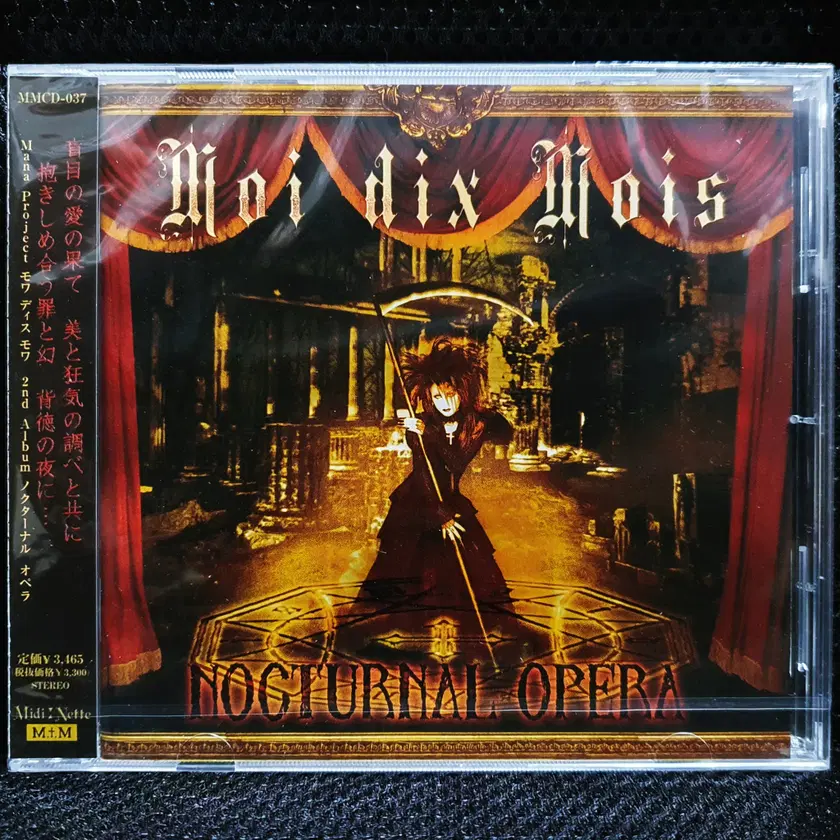 MMCD-037
盲目の愛の果て 美と狂気の調べと共に
抱きしめ合う罪と幻 背徳の夜に…
Mana Project モワ ディス モワ 2nd Album ノクターナル オペラ
定価¥3,465
税抜価格¥3,300
STEREO
Midi:Nette
M†M
Moi dix Mois
NOCTURNAL OPERA